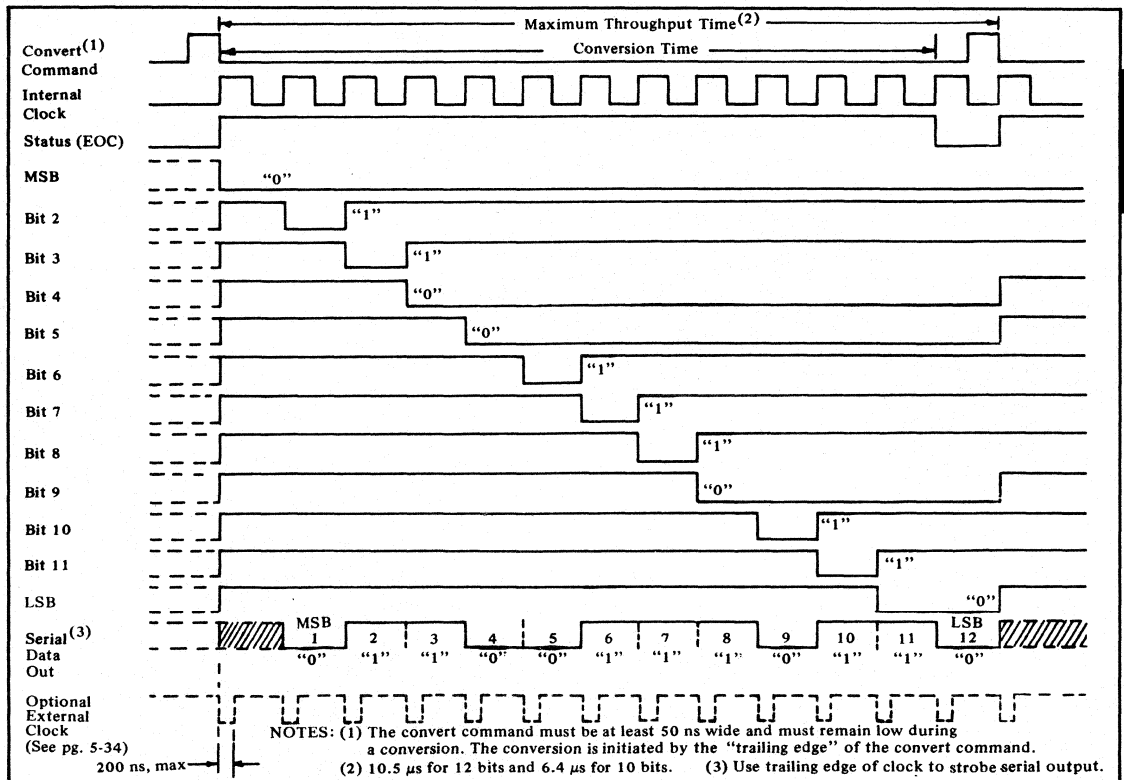 Maximum Throughput Time(2)
Convert(1)
Command
Conversion Time
Internal
Clock
Status (EOC)
MSB
“0”
Bit 2
“1”
Bit 3
“1”
Bit 4
“0”
Bit 5
“0”
Bit 6
“1”
Bit 7
“1”
Bit 8
“1”
Bit 9
“0”
Bit 10
“1”
Bit 11
“1”
LSB
“0”
Serial(3)
Data
Out
MSB LSB
1 2 3 4 5 6 7 8 9 10 11 12
“0” “1” “1” “0” “0” “1” “1” “1” “0” “1” “1” “0”
Optional
External
Clock
(See pg. 5-34)
200 ns, max
NOTES: (1) The convert command must be at least 50 ns wide and must remain low during
a conversion. The conversion is initiated by the “trailing edge” of the convert command.
(2) 10.5 μs for 12 bits and 6.4 μs for 10 bits. (3) Use trailing edge of clock to strobe serial output.